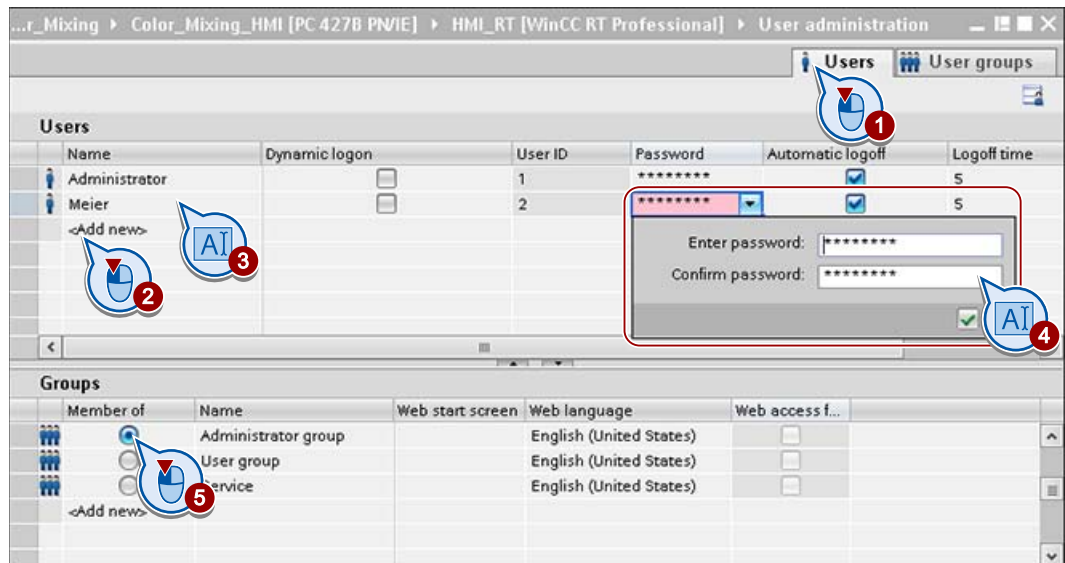 ...r_Mixing ▸ Color_Mixing_HMI [PC 427B PN/IE] ▸ HMI_RT [WinCC RT Professional] ▸ User administration
Users User groups
1
Users
Name Dynamic logon User ID Password Automatic logoff Logoff time
Administrator 1 ******** 5
Meier 2 ******** 5
<Add new>
AI 3
2
Enter password: ********
Confirm password: ********
AI 4
Groups
Member of Name Web start screen Web language Web access f...
Administrator group English (United States)
User group English (United States)
Service English (United States)
5
<Add new>